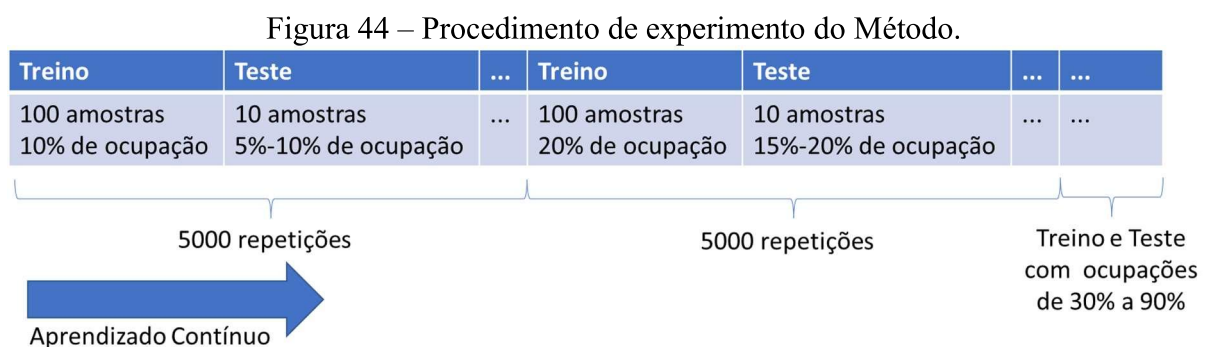 Figura 44 – Procedimento de experimento do Método.
Treino Teste ... Treino Teste ... ...
100 amostras 10 amostras ... 100 amostras 10 amostras ... ...
10% de ocupação 5%-10% de ocupação 20% de ocupação 15%-20% de ocupação
5000 repetições 5000 repetições Treino e Teste
com ocupações
de 30% a 90%
Aprendizado Contínuo